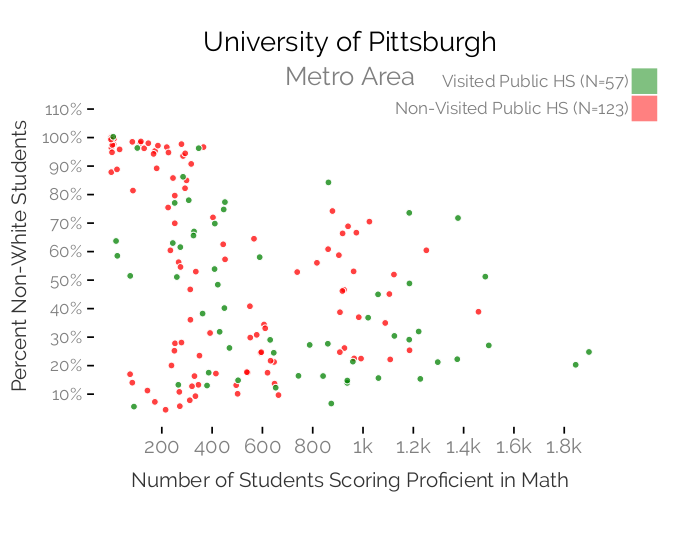 University of Pittsburgh
Metro Area
Visited Public HS (N=57)
Non-Visited Public HS (N=123)
Percent Non-White Students
110%
100%
90%
80%
70%
60%
50%
40%
30%
20%
10%
200 400 600 800 1k 1.2k 1.4k 1.6k 1.8k
Number of Students Scoring Proficient in Math